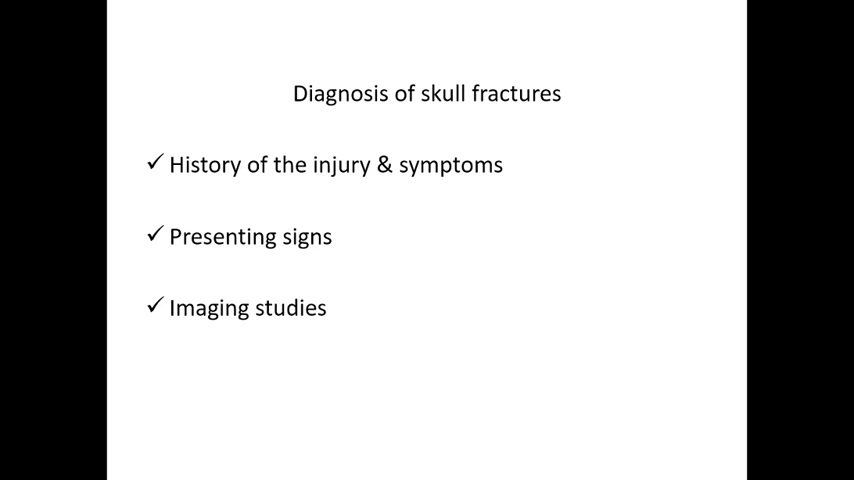 Diagnosis of skull fractures
✓ History of the injury & symptoms
✓ Presenting signs
✓ Imaging studies